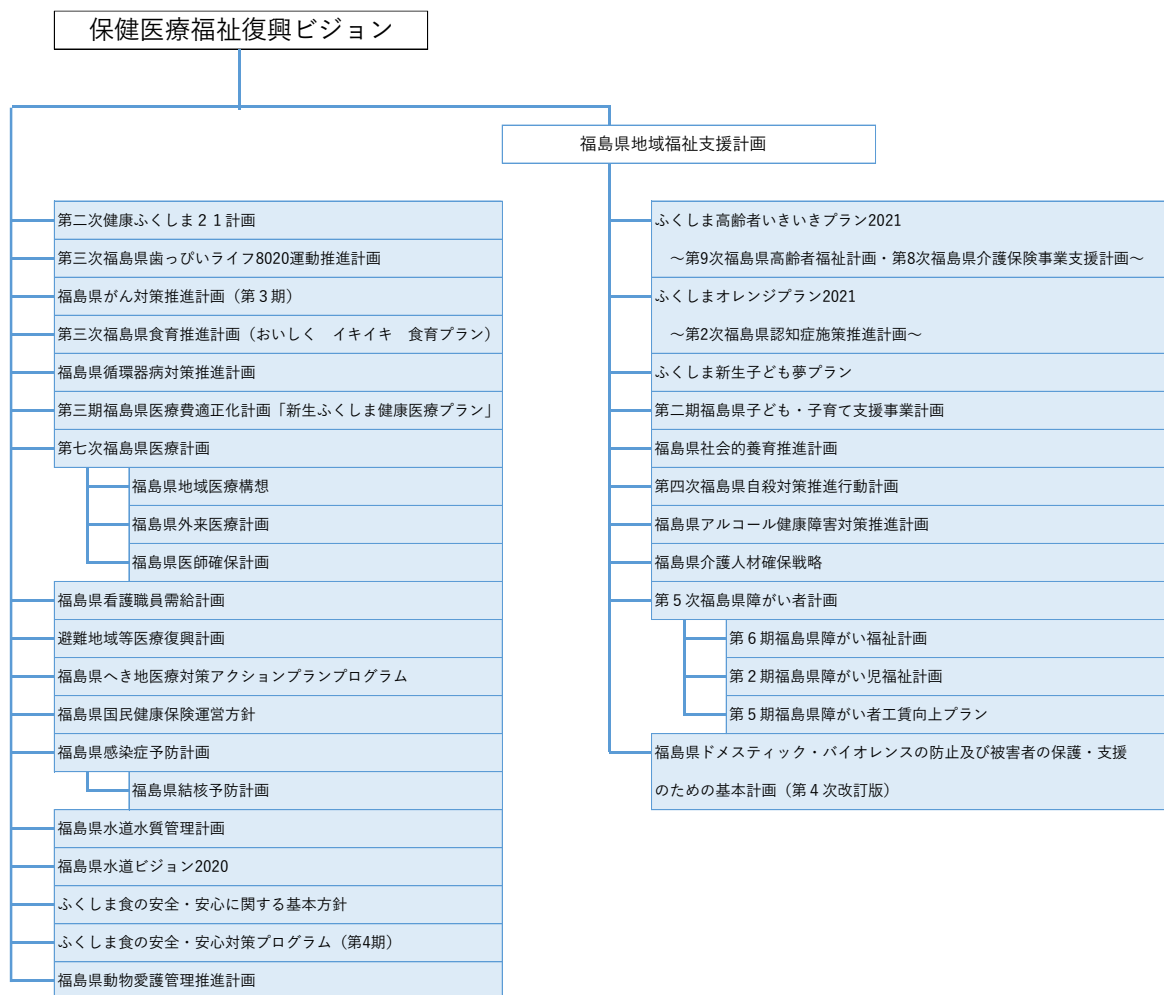 保健医療福祉復興ビジョン
福島県地域福祉支援計画
第二次健康ふくしま２１計画
第三次福島県歯っぴいライフ8020運動推進計画
福島県がん対策推進計画（第３期）
第三次福島県食育推進計画（おいしく　イキイキ　食育プラン）
福島県循環器病対策推進計画
第三期福島県医療費適正化計画「新生ふくしま健康医療プラン」
第七次福島県医療計画
福島県地域医療構想
福島県外来医療計画
福島県医師確保計画
福島県看護職員需給計画
避難地域等医療復興計画
福島県へき地医療対策アクションプランプログラム
福島県国民健康保険運営方針
福島県感染症予防計画
福島県結核予防計画
福島県水道水質管理計画
福島県水道ビジョン2020
ふくしま食の安全・安心に関する基本方針
ふくしま食の安全・安心対策プログラム（第4期）
福島県動物愛護管理推進計画
ふくしま高齢者いきいきプラン2021
～第9次福島県高齢者福祉計画・第8次福島県介護保険事業支援計画～
ふくしまオレンジプラン2021
～第2次福島県認知症施策推進計画～
ふくしま新生子ども夢プラン
第二期福島県子ども・子育て支援事業計画
福島県社会的養育推進計画
第四次福島県自殺対策推進行動計画
福島県アルコール健康障害対策推進計画
福島県介護人材確保戦略
第５次福島県障がい者計画
第６期福島県障がい福祉計画
第２期福島県障がい児福祉計画
第５期福島県障がい者工賃向上プラン
福島県ドメスティック・バイオレンスの防止及び被害者の保護・支援
のための基本計画（第４次改訂版）